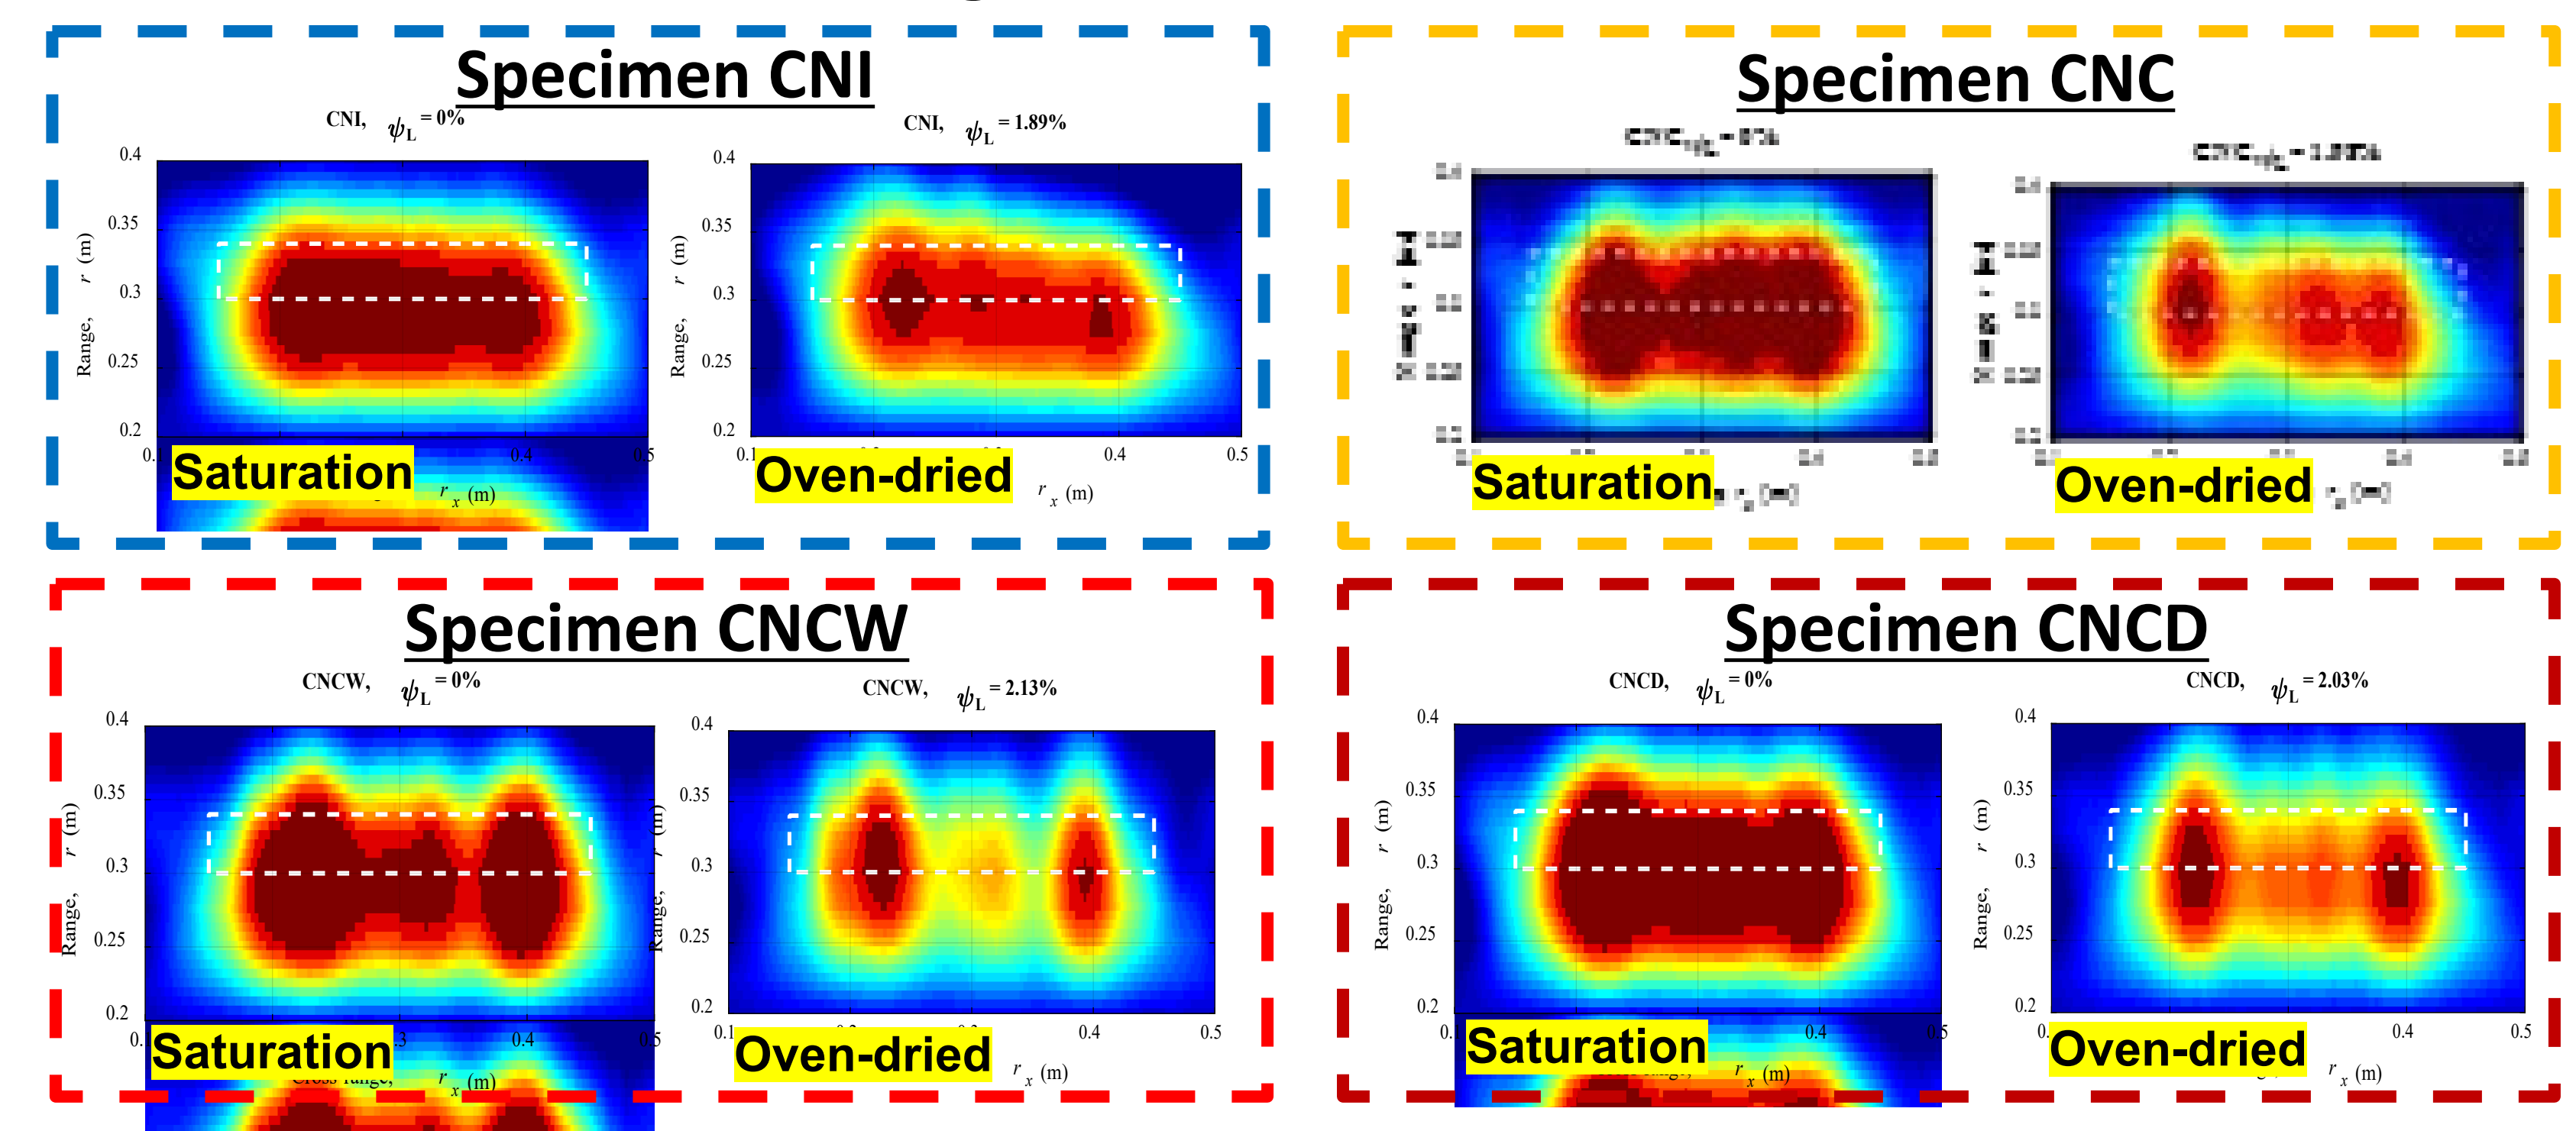 Specimen CNI
CNI, ψL = 0%
CNI, ψL = 1.89%
0.4
0.35
0.3
0.25
0.2
Range, r (m)
0.4
0.5
Saturation
rx (m)
0.4
0.35
0.3
0.25
0.2
Range, r (m)
0.1
0.4
0.5
Oven-dried
rx (m)
Specimen CNC
Saturation
Oven-dried
Specimen CNCW
CNCW, ψL = 0%
CNCW, ψL = 2.13%
0.4
0.35
0.3
0.25
0.2
Range, r (m)
0.4
0.5
Saturation
Cross range, rx (m)
0.4
0.35
0.3
0.25
0.2
Range, r (m)
0.1
0.4
0.5
Oven-dried
rx (m)
Specimen CNCD
CNCD, ψL = 0%
CNCD, ψL = 2.03%
0.4
0.35
0.3
0.25
0.2
Range, r (m)
0.4
0.5
Saturation
rx (m)
0.4
0.35
0.3
0.25
0.2
Range, r (m)
0.4
0.5
Oven-dried
rx (m)